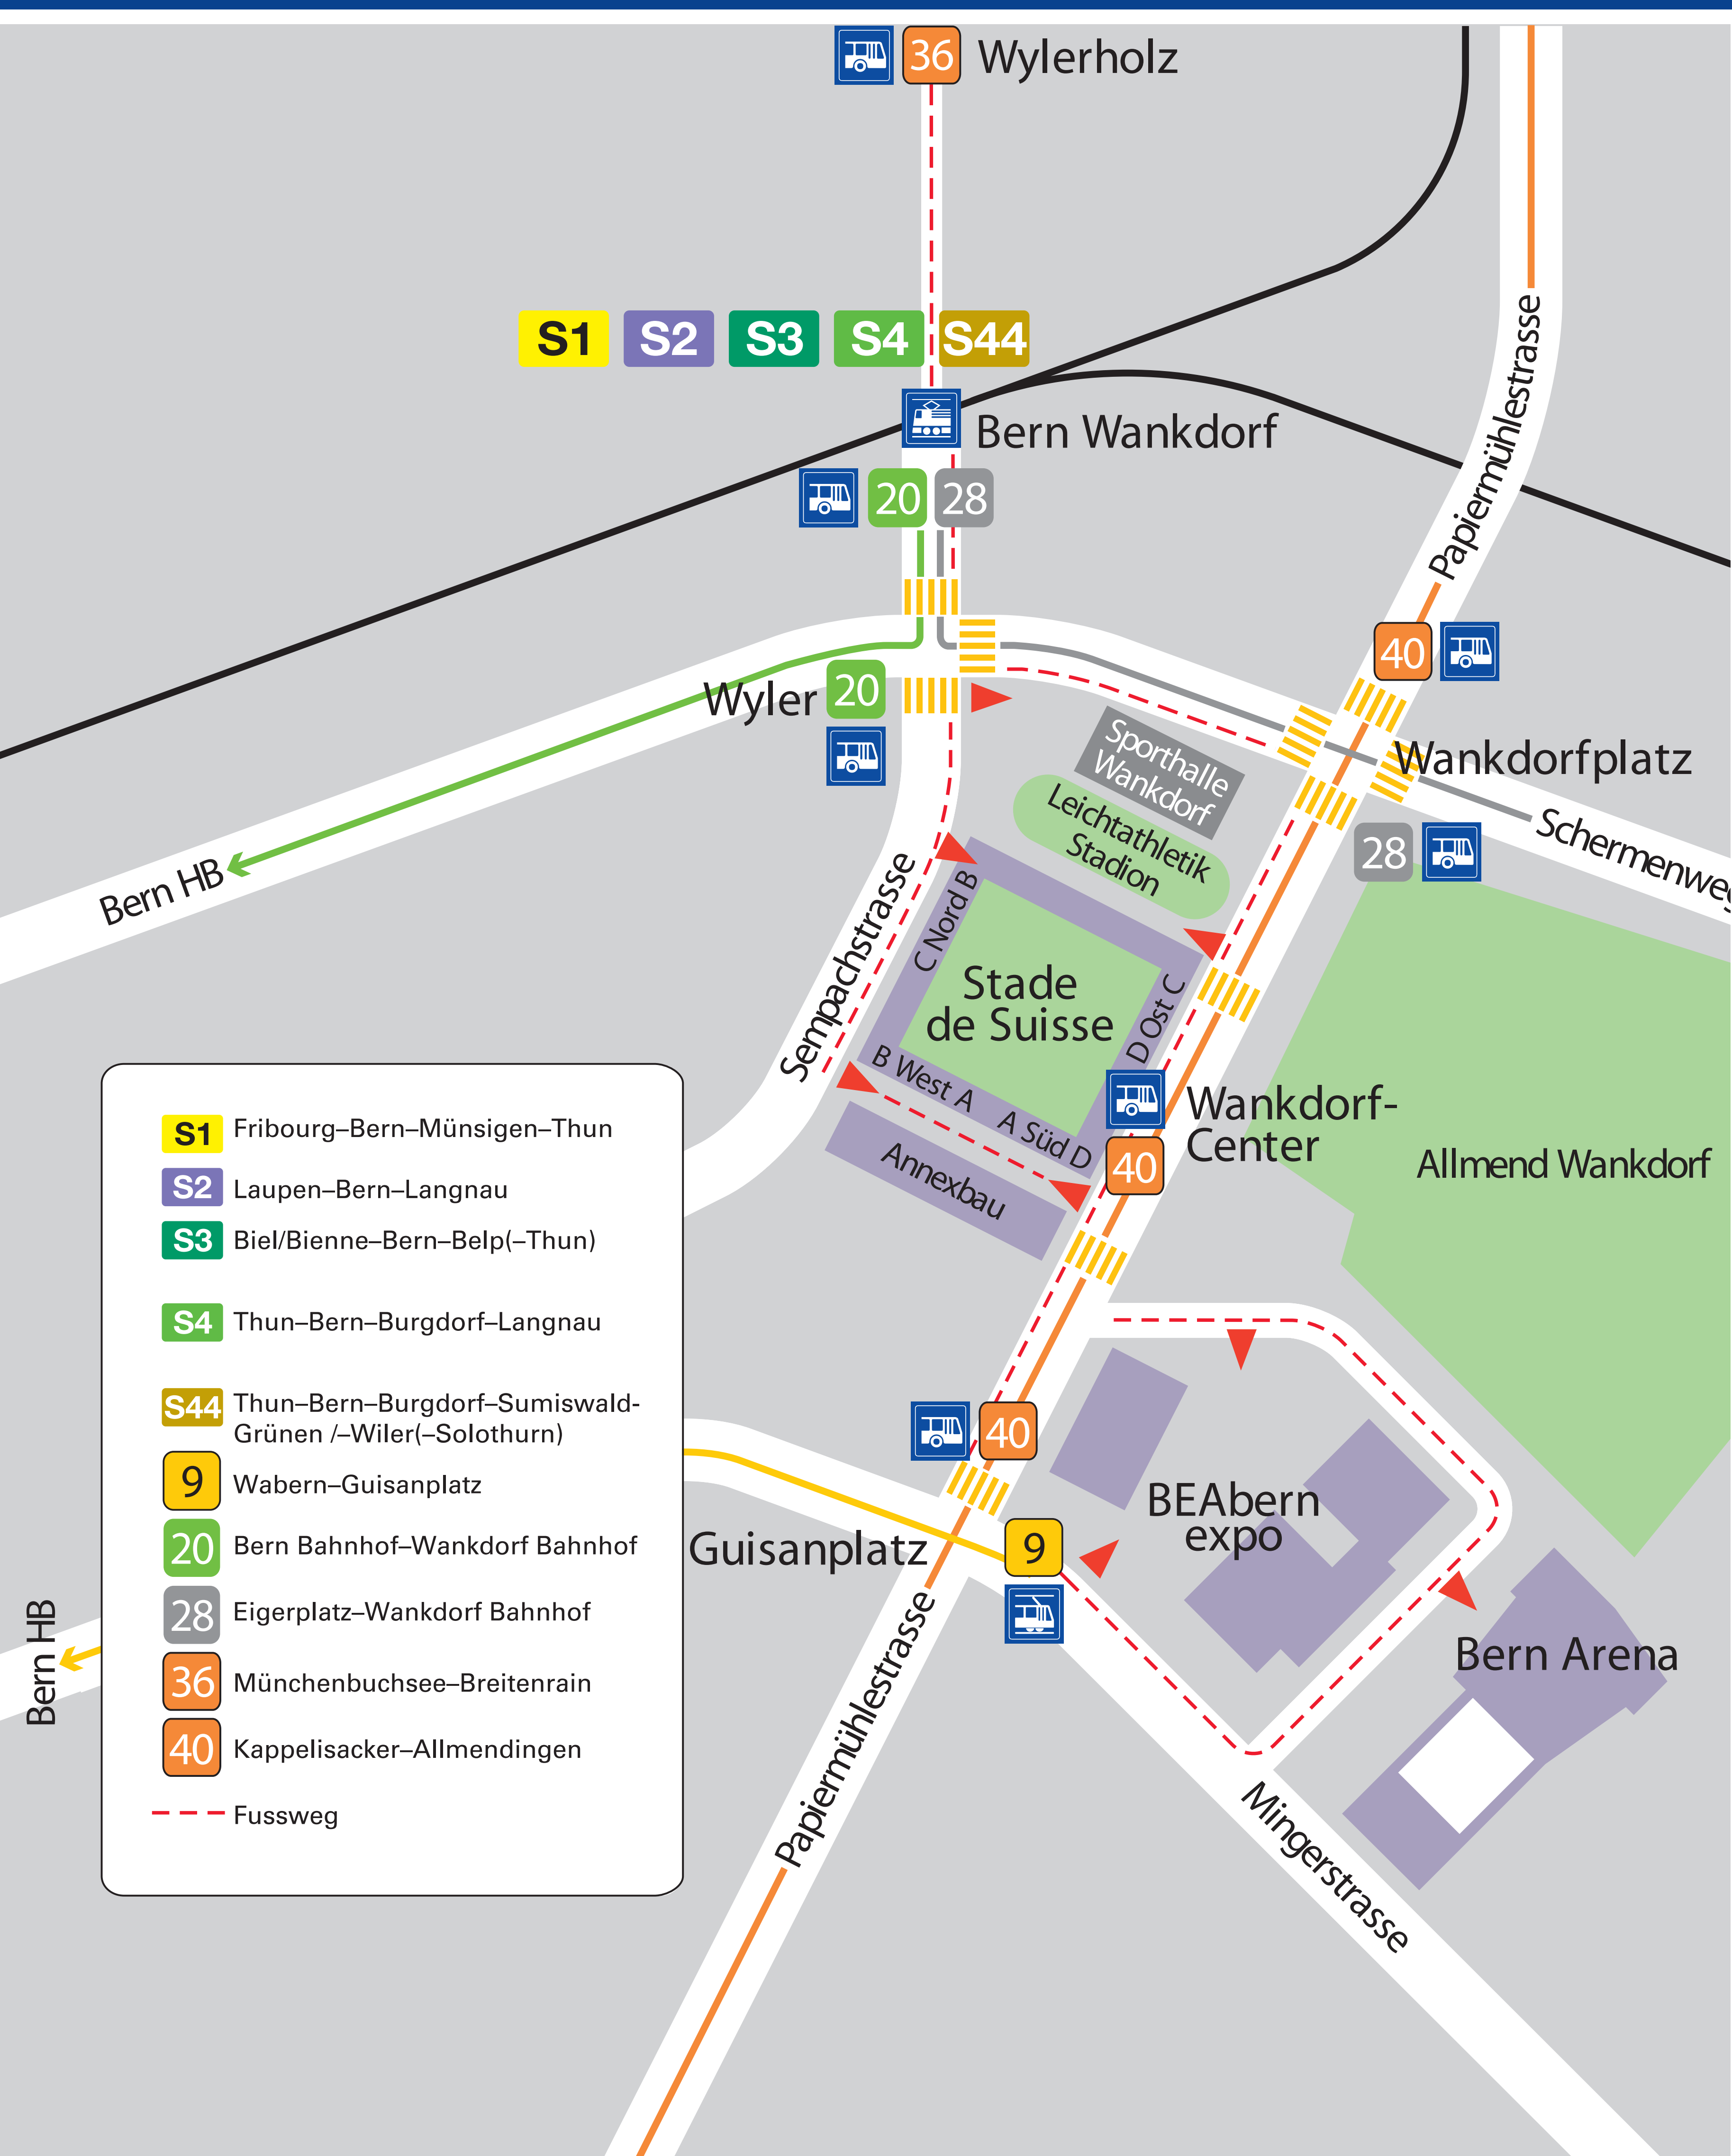 36 Wylerholz
S1 S2 S3 S4 S44
Papiermühlestrasse
Bern Wankdorf
20 28
40
Wyler 20
Wankdorfplatz
Sporthalle
Wankdorf
Leichtathletik
Stadion
28
Schermenweg
Bern HB
Sempachstrasse
C Nord B
Stade
de Suisse
D Ost C
B West A
A Süd D
Wankdorf-
Center
40
Annexbau
Allmend Wankdorf
40
BEAbern
expo
Guisanplatz
9
Bern Arena
Papiermühlestrasse
Mingerstrasse
Bern HB
S1 Fribourg–Bern–Münsigen–Thun
S2 Laupen–Bern–Langnau
S3 Biel/Bienne–Bern–Belp(–Thun)
S4 Thun–Bern–Burgdorf–Langnau
S44 Thun–Bern–Burgdorf–Sumiswald-
Grünen /–Wiler(–Solothurn)
9 Wabern–Guisanplatz
20 Bern Bahnhof–Wankdorf Bahnhof
28 Eigerplatz–Wankdorf Bahnhof
36 Münchenbuchsee–Breitenrain
40 Kappelisacker–Allmendingen
Fussweg